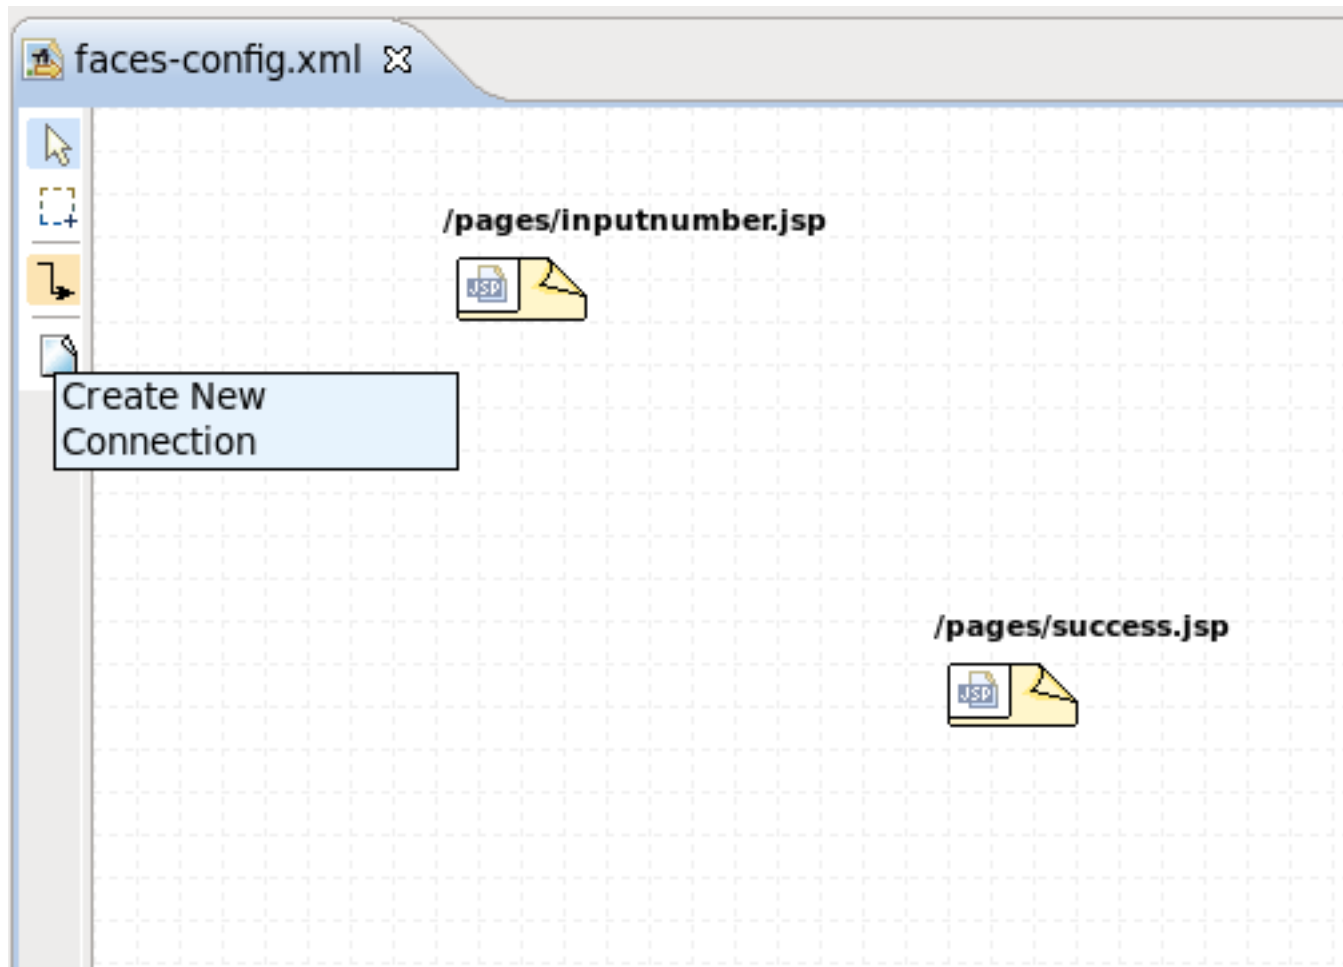 faces-config.xml
/pages/inputnumber.jsp
JSP
Create New
Connection
/pages/success.jsp
JSP